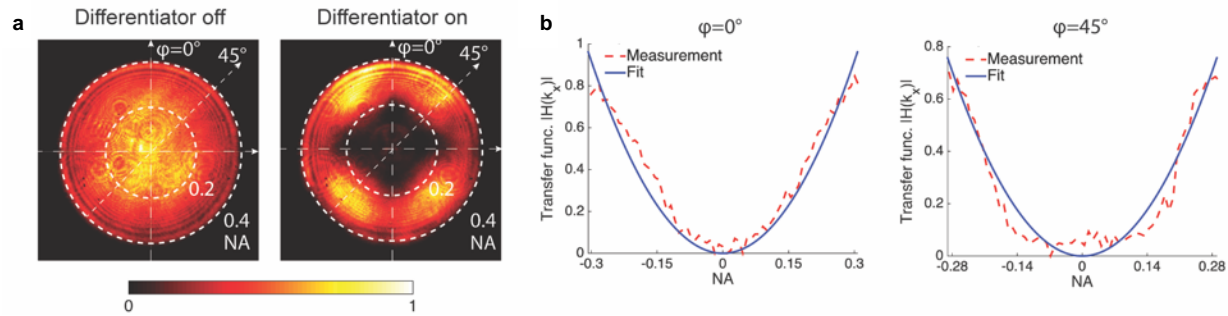 a
Differentiator off
Differentiator on
φ=0°
45°
0.2
0.4
NA
φ=0°
45°
0.2
0.4
NA
0
1
b
φ=0°
Transfer func. |H(kₓ)|
1
0.8
0.6
0.4
0.2
0
Measurement
Fit
-0.3
-0.15
0
0.15
0.3
NA
φ=45°
Transfer func. |H(kₓ)|
0.8
0.6
0.4
0.2
0
Measurement
Fit
-0.28
-0.14
0
0.14
0.28
NA